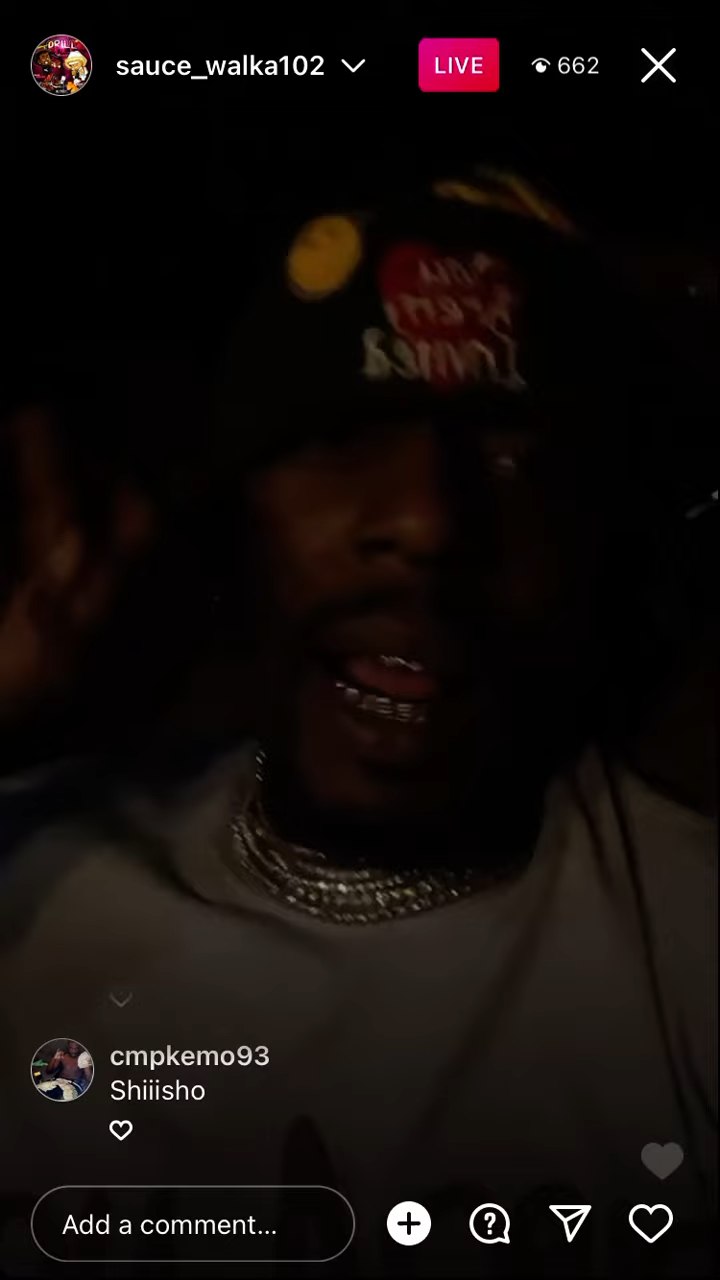 sauce_walka102
LIVE
662
cmpkemo93
Shiiisho
Add a comment...